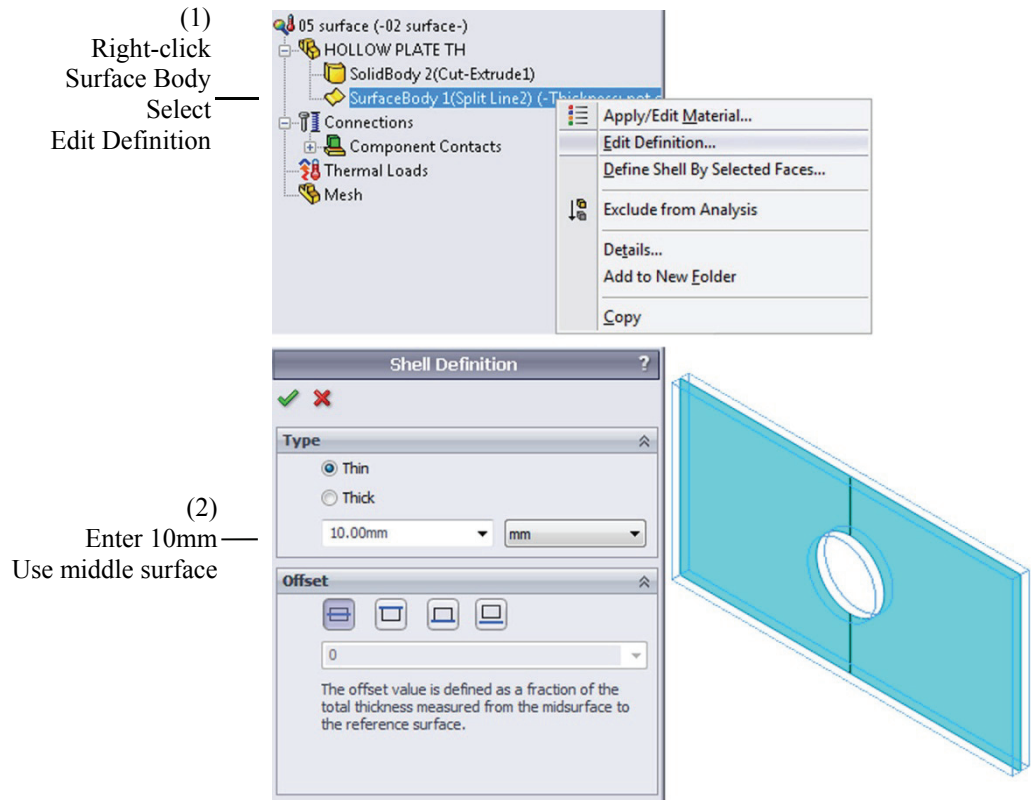 (1)
Right-click
Surface Body
Select
Edit Definition
05 surface (-02 surface-)
HOLLOW PLATE TH
SolidBody 2(Cut-Extrude1)
SurfaceBody 1(Split Line2) (-Thickness: not
Connections
Component Contacts
Thermal Loads
Mesh
Apply/Edit Material...
Edit Definition...
Define Shell By Selected Faces...
Exclude from Analysis
Details...
Add to New Folder
Copy
(2)
Enter 10mm
Use middle surface
Shell Definition ?
Type
Thin
Thick
10.00mm mm
Offset
0
The offset value is defined as a fraction of the
total thickness measured from the midsurface to
the reference surface.